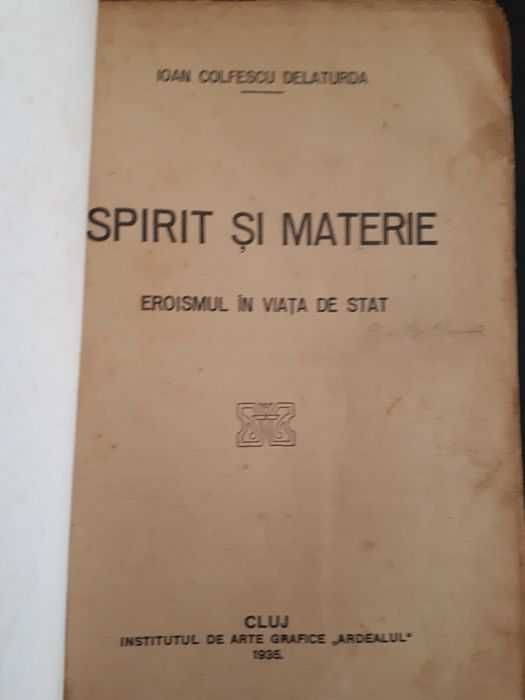 IOAN COLFESCU DELATURDA
SPIRIT ȘI MATERIE
EROISMUL ÎN VIAȚA DE STAT
CLUJ
INSTITUTUL DE ARTE GRAFICE „ARDEALUL"
1935.